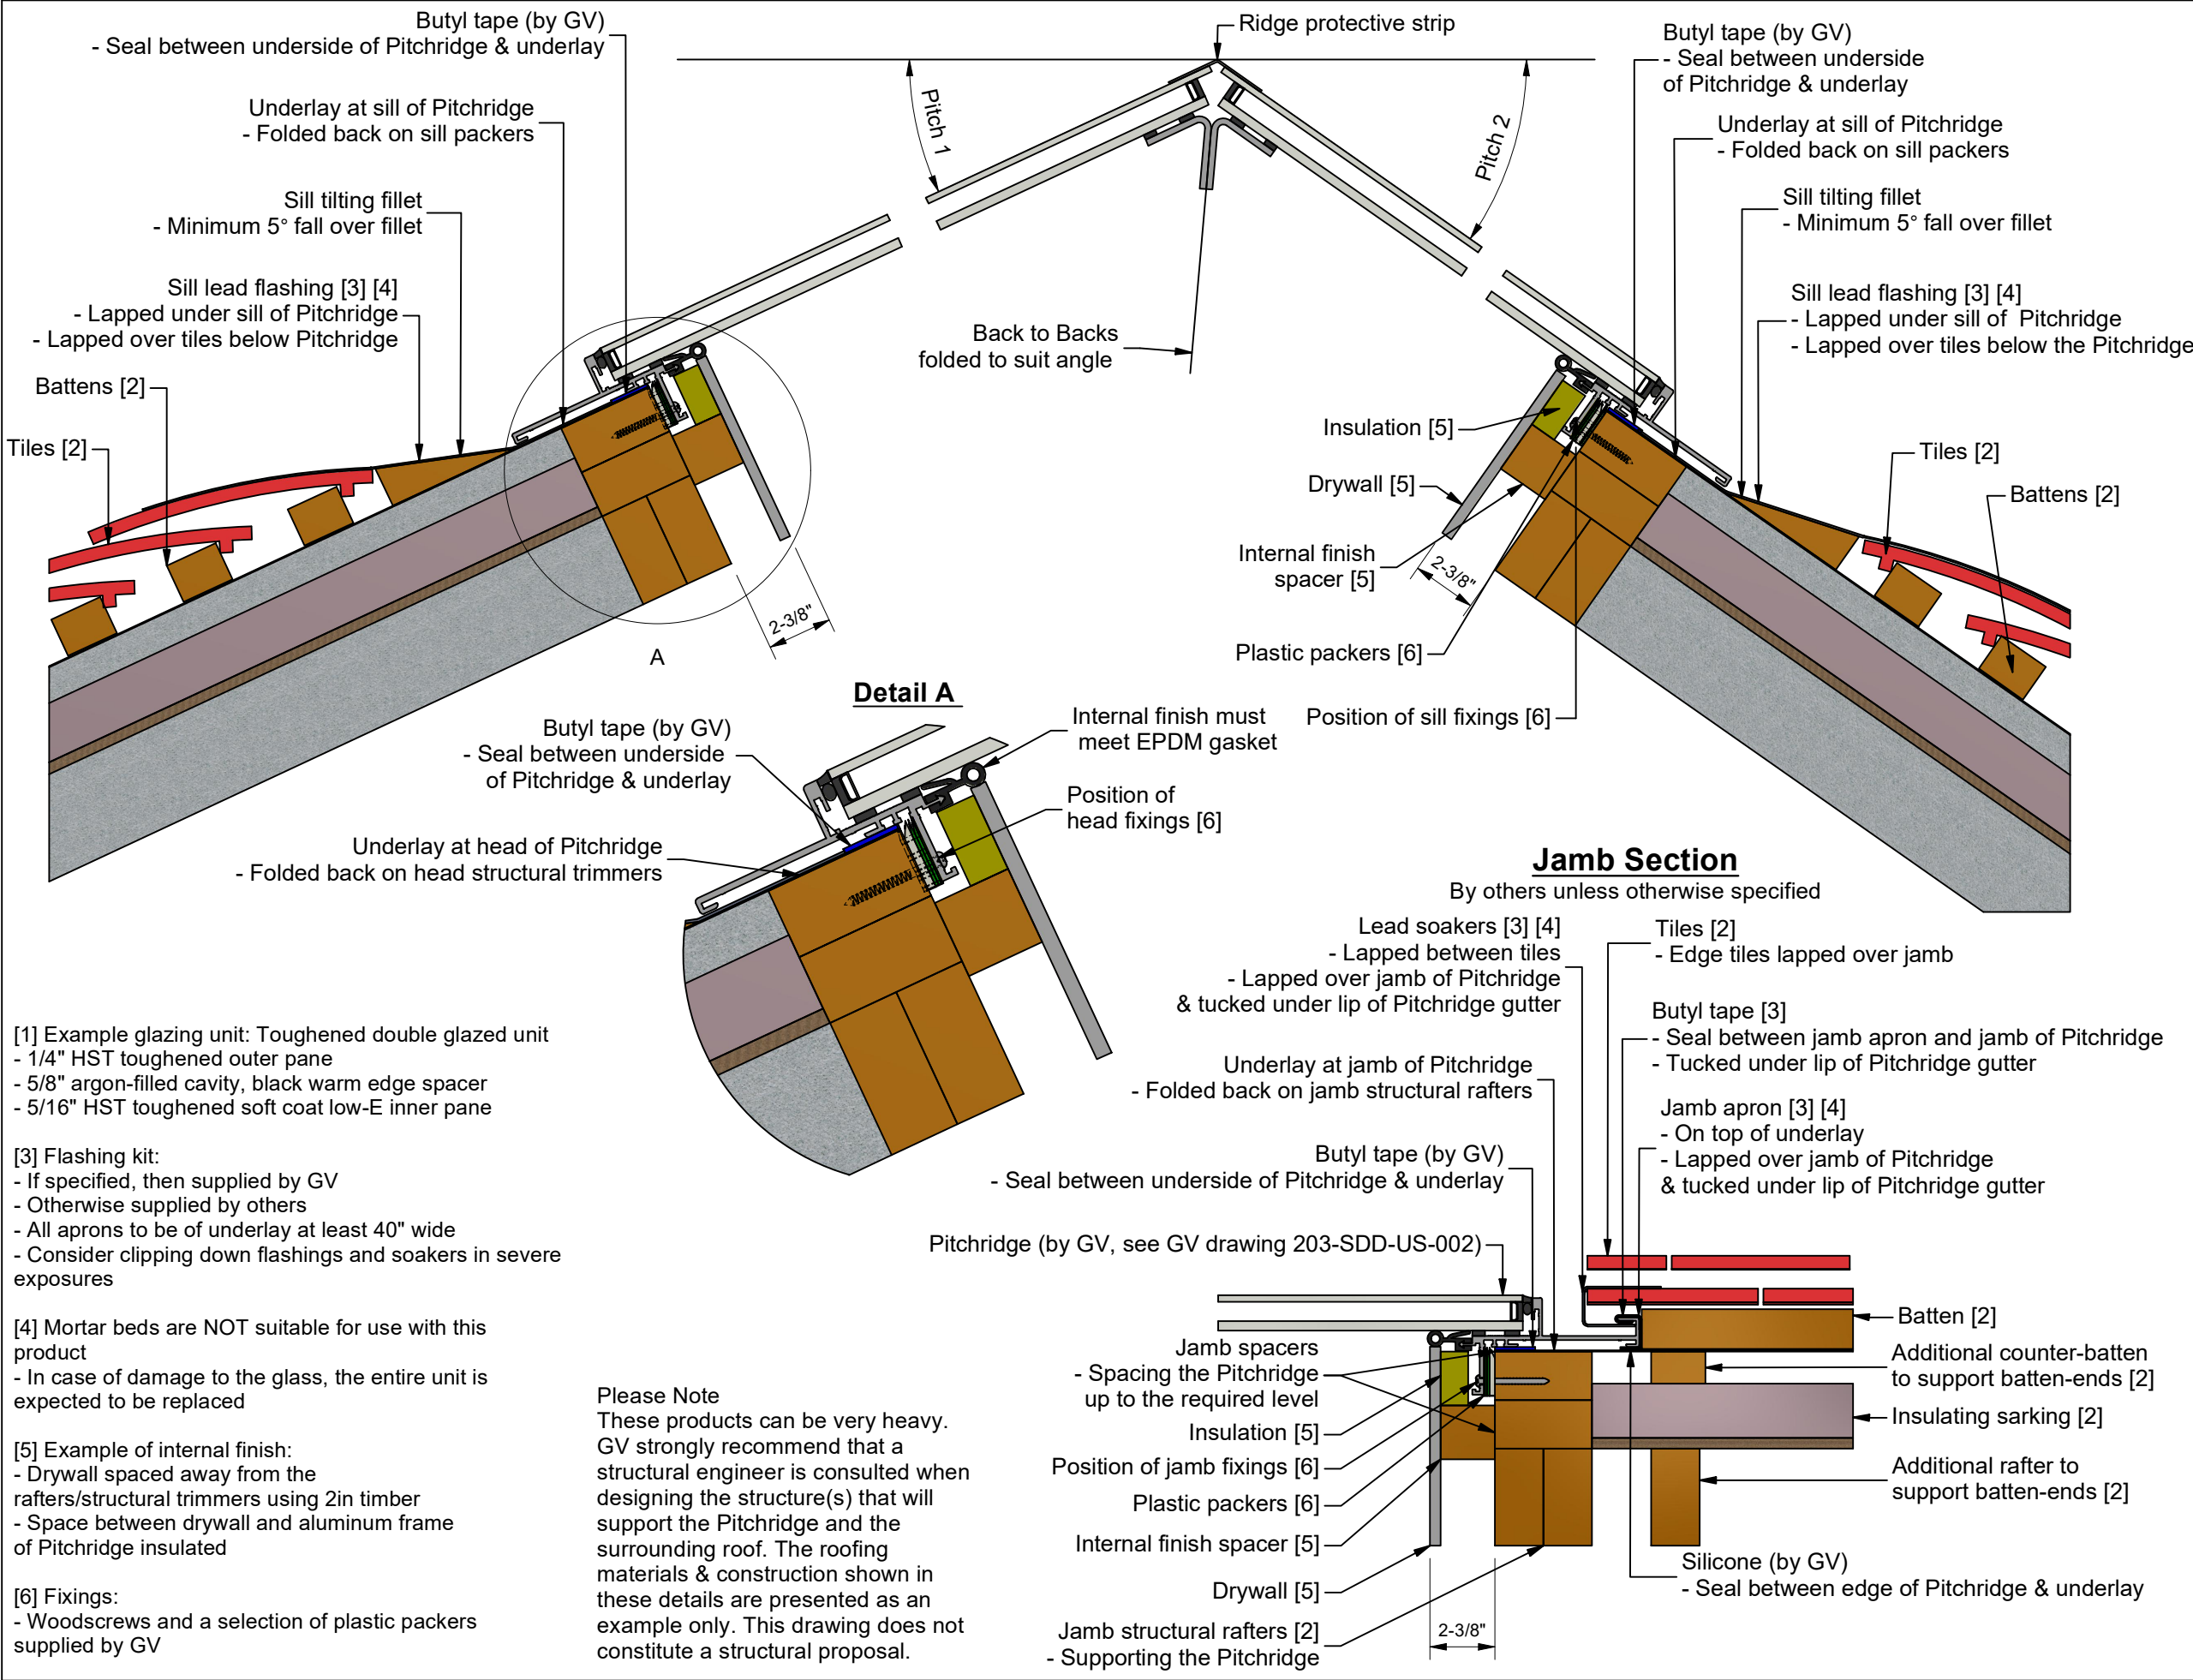 Butyl tape (by GV)
- Seal between underside of Pitchridge & underlay
Underlay at sill of Pitchridge
- Folded back on sill packers
Sill tilting fillet
- Minimum 5° fall over fillet
Sill lead flashing [3] [4]
- Lapped under sill of Pitchridge
- Lapped over tiles below Pitchridge
Battens [2]
Tiles [2]
Ridge protective strip
Pitch 1
Pitch 2
Back to Backs
folded to suit angle
Butyl tape (by GV)
- Seal between underside
of Pitchridge & underlay
Underlay at sill of Pitchridge
- Folded back on sill packers
Sill tilting fillet
- Minimum 5° fall over fillet
Sill lead flashing [3] [4]
- Lapped under sill of  Pitchridge
- Lapped over tiles below the Pitchridge
Tiles [2]
Battens [2]
Insulation [5]
Drywall [5]
Internal finish
spacer [5]
2-3/8"
Plastic packers [6]
Position of sill fixings [6]
2-3/8"
A
Detail A
Butyl tape (by GV)
- Seal between underside
of Pitchridge & underlay
Underlay at head of Pitchridge
- Folded back on head structural trimmers
Internal finish must
meet EPDM gasket
Position of
head fixings [6]
Jamb Section
By others unless otherwise specified
Lead soakers [3] [4]
- Lapped between tiles
- Lapped over jamb of Pitchridge
& tucked under lip of Pitchridge gutter
Underlay at jamb of Pitchridge
- Folded back on jamb structural rafters
Butyl tape (by GV)
- Seal between underside of Pitchridge & underlay
Pitchridge (by GV, see GV drawing 203-SDD-US-002)
Jamb spacers
- Spacing the Pitchridge
up to the required level
Insulation [5]
Position of jamb fixings [6]
Plastic packers [6]
Internal finish spacer [5]
Drywall [5]
Jamb structural rafters [2]
- Supporting the Pitchridge
2-3/8"
Tiles [2]
- Edge tiles lapped over jamb
Butyl tape [3]
- Seal between jamb apron and jamb of Pitchridge
- Tucked under lip of Pitchridge gutter
Jamb apron [3] [4]
- On top of underlay
- Lapped over jamb of Pitchridge
& tucked under lip of Pitchridge gutter
Batten [2]
Additional counter-batten
to support batten-ends [2]
Insulating sarking [2]
Additional rafter to
support batten-ends [2]
Silicone (by GV)
- Seal between edge of Pitchridge & underlay
[1] Example glazing unit: Toughened double glazed unit
- 1/4" HST toughened outer pane
- 5/8" argon-filled cavity, black warm edge spacer
- 5/16" HST toughened soft coat low-E inner pane
[3] Flashing kit:
- If specified, then supplied by GV
- Otherwise supplied by others
- All aprons to be of underlay at least 40" wide
- Consider clipping down flashings and soakers in severe
exposures
[4] Mortar beds are NOT suitable for use with this
product
- In case of damage to the glass, the entire unit is
expected to be replaced
[5] Example of internal finish:
- Drywall spaced away from the
rafters/structural trimmers using 2in timber
- Space between drywall and aluminum frame
of Pitchridge insulated
[6] Fixings:
- Woodscrews and a selection of plastic packers
supplied by GV
Please Note
These products can be very heavy.
GV strongly recommend that a
structural engineer is consulted when
designing the structure(s) that will
support the Pitchridge and the
surrounding roof. The roofing
materials & construction shown in
these details are presented as an
example only. This drawing does not
constitute a structural proposal.